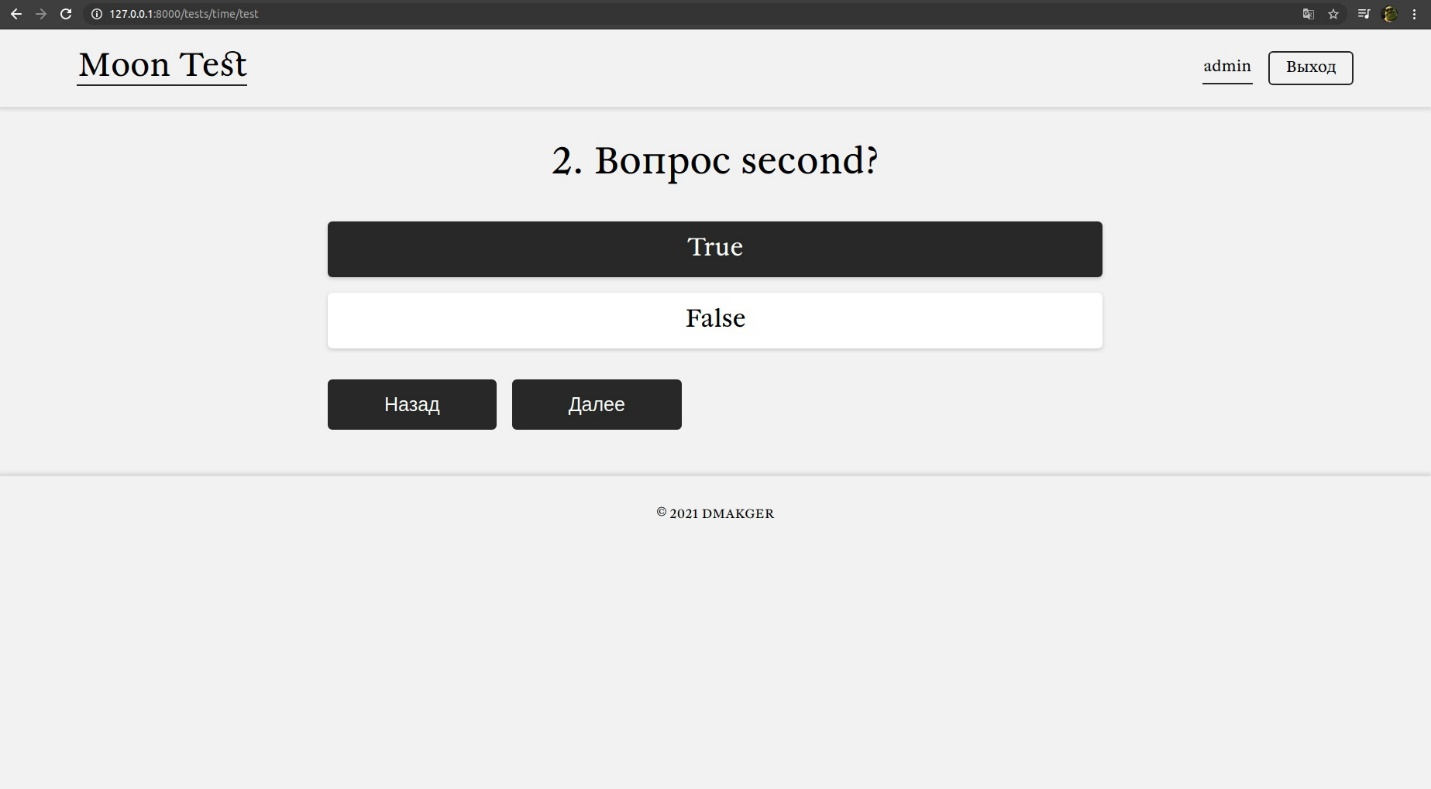 127.0.0.1:8000/tests/time/test
Moon Test
admin
Выход
2. Вопрос second?
True
False
Назад
Далее
© 2021 DMAKGER